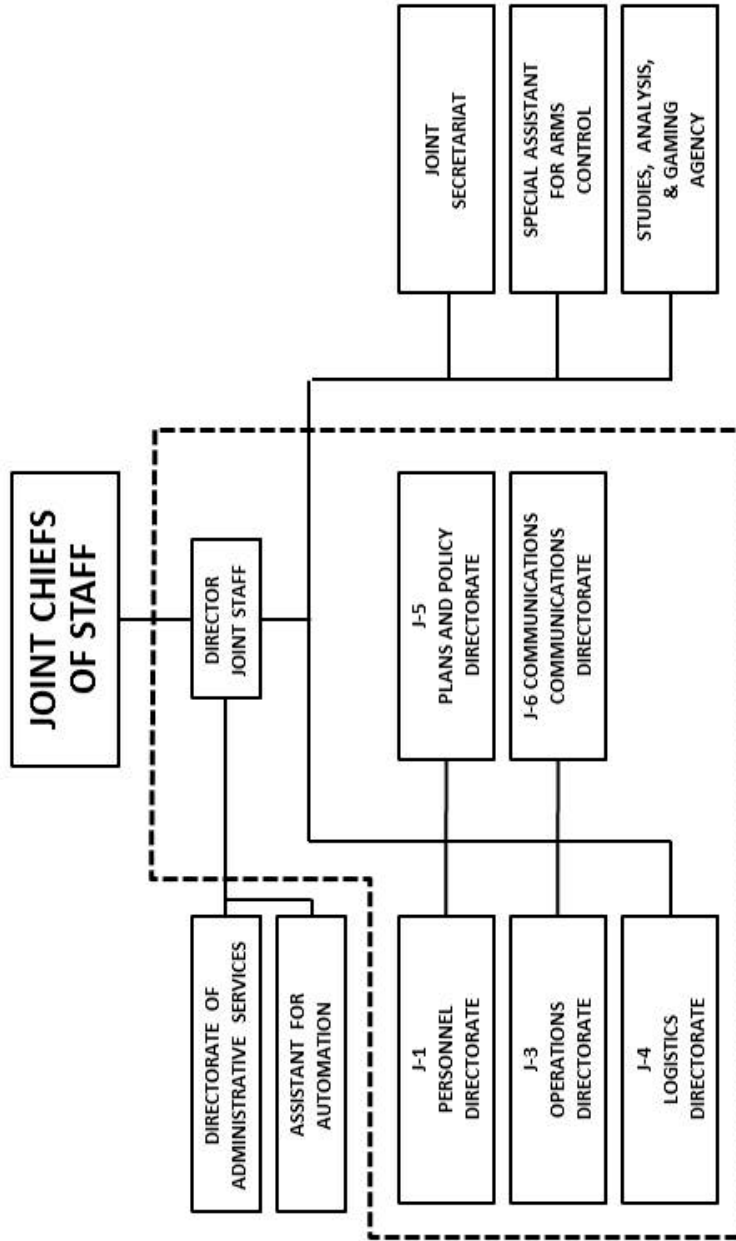 JOINT CHIEFS
OF STAFF
DIRECTOR
JOINT STAFF
DIRECTORATE OF
ADMINISTRATIVE SERVICES
ASSISTANT FOR
AUTOMATION
J-1
PERSONNEL
DIRECTORATE
J-5
PLANS AND POLICY
DIRECTORATE
JOINT
SECRETARIAT
J-3
OPERATIONS
DIRECTORATE
J-6 COMMUNICATIONS
COMMUNICATIONS
DIRECTORATE
SPECIAL ASSISTANT
FOR ARMS
CONTROL
J-4
LOGISTICS
DIRECTORATE
STUDIES, ANALYSIS,
& GAMING
AGENCY